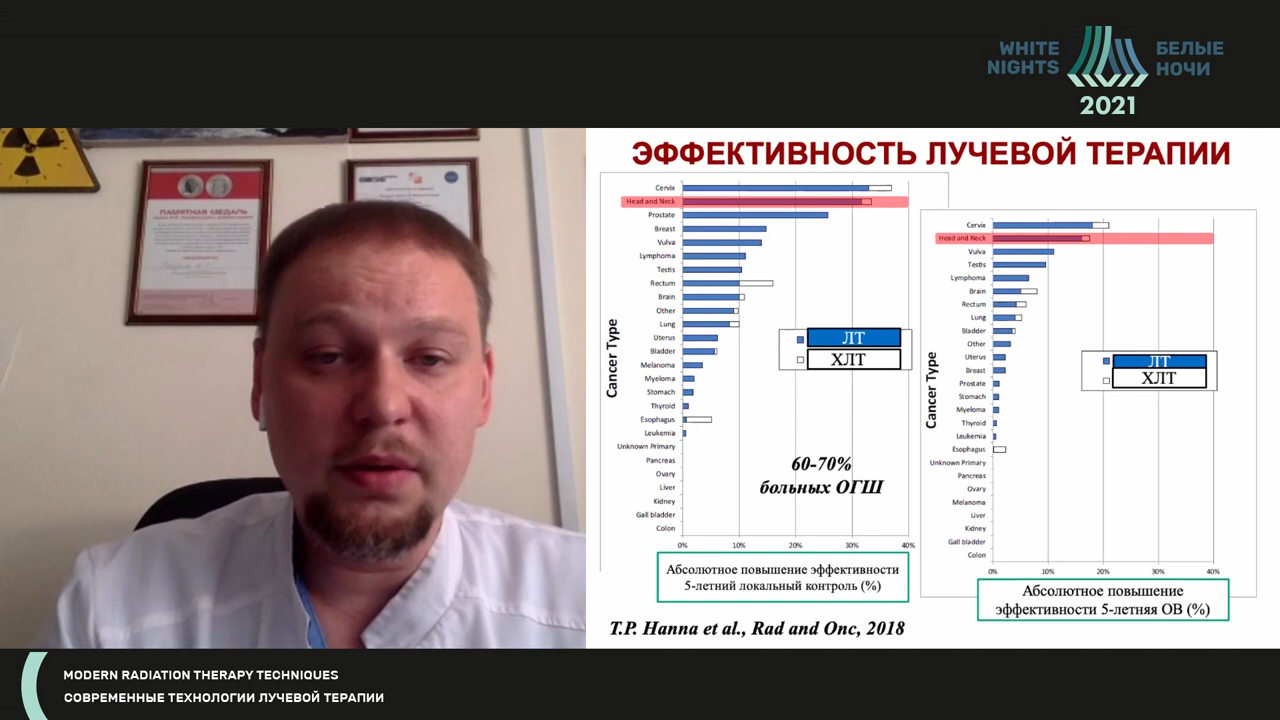 WHITE NIGHTS
БЕЛЫЕ НОЧИ
2021
ПАМЯТНАЯ МЕДАЛЬ
ЭФФЕКТИВНОСТЬ ЛУЧЕВОЙ ТЕРАПИИ
Cancer Type
Cervix
Head and Neck
Prostate
Breast
Vulva
Lymphoma
Testis
Rectum
Brain
Other
Lung
Uterus
Bladder
Melanoma
Myeloma
Stomach
Thyroid
Esophagus
Leukemia
Unknown Primary
Pancreas
Ovary
Liver
Kidney
Gall bladder
Colon
0% 10% 20% 30% 40%
ЛТ
ХЛТ
60-70%
больных ОГШ
Абсолютное повышение эффективности
5-летний локальный контроль (%)
Cancer Type
Cervix
Head and Neck
Vulva
Testis
Lymphoma
Brain
Rectum
Lung
Bladder
Other
Uterus
Breast
Prostate
Stomach
Myeloma
Thyroid
Leukemia
Esophagus
Unknown Primary
Pancreas
Ovary
Melanoma
Liver
Kidney
Gall bladder
Colon
0% 10% 20% 30% 40%
ЛТ
ХЛТ
Абсолютное повышение
эффективности 5-летняя ОВ (%)
T.P. Hanna et al., Rad and Onc, 2018
MODERN RADIATION THERAPY TECHNIQUES
СОВРЕМЕННЫЕ ТЕХНОЛОГИИ ЛУЧЕВОЙ ТЕРАПИИ